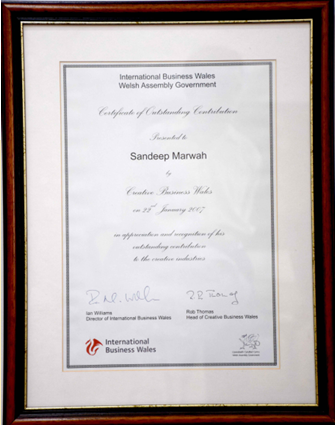 International Business Wales
Welsh Assembly Government
Certificate of Outstanding Contribution
Presented to
Sandeep Marwah
by
Creative Business Wales
on 22nd January 2007
in appreciation and recognition of his
outstanding contribution
to the creative industries
Ian Williams Rob Thomas
Director of International Business Wales Head of Creative Business Wales
International
Business Wales